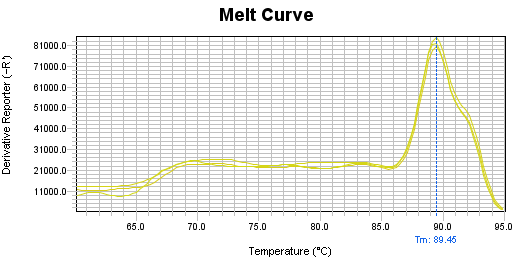 Melt Curve
Derivative Reporter (-R')
81000.0
71000.0
61000.0
51000.0
41000.0
31000.0
21000.0
11000.0
65.0 70.0 75.0 80.0 85.0 90.0 95.0
Tm: 89.45
Temperature (°C)